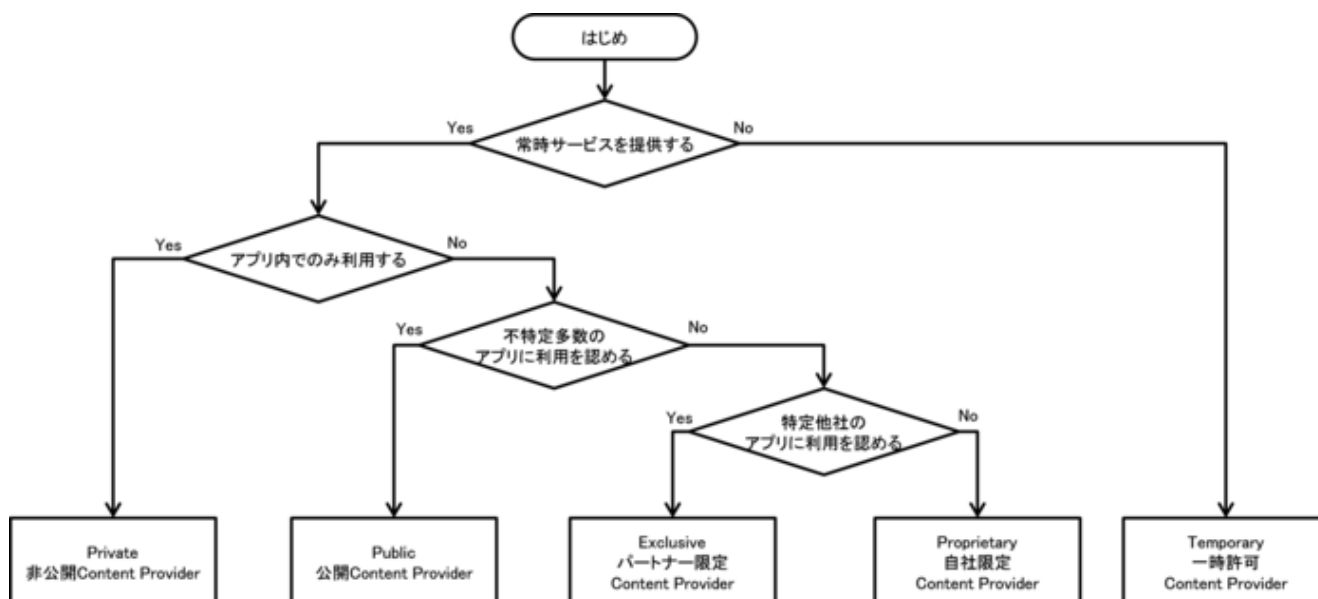 はじめ
Yes
No
常時サービスを提供する
Yes
No
アプリ内でのみ利用する
Yes
No
不特定多数の
アプリに利用を認める
Yes
No
特定他社の
アプリに利用を認める
Private
非公開Content Provider
Public
公開Content Provider
Exclusive
パートナー限定
Content Provider
Proprietary
自社限定
Content Provider
Temporary
一時許可
Content Provider